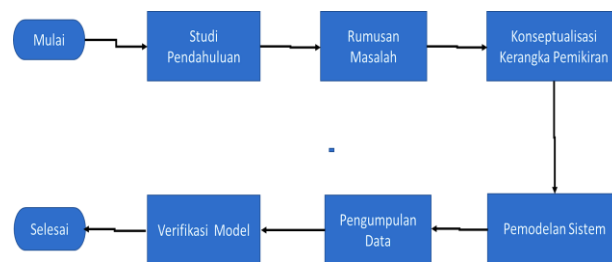 Mulai
Studi
Pendahuluan
Rumusan
Masalah
Konseptualisasi
Kerangka Pemikiran
Pemodelan Sistem
Pengumpulan
Data
Verifikasi Model
Selesai